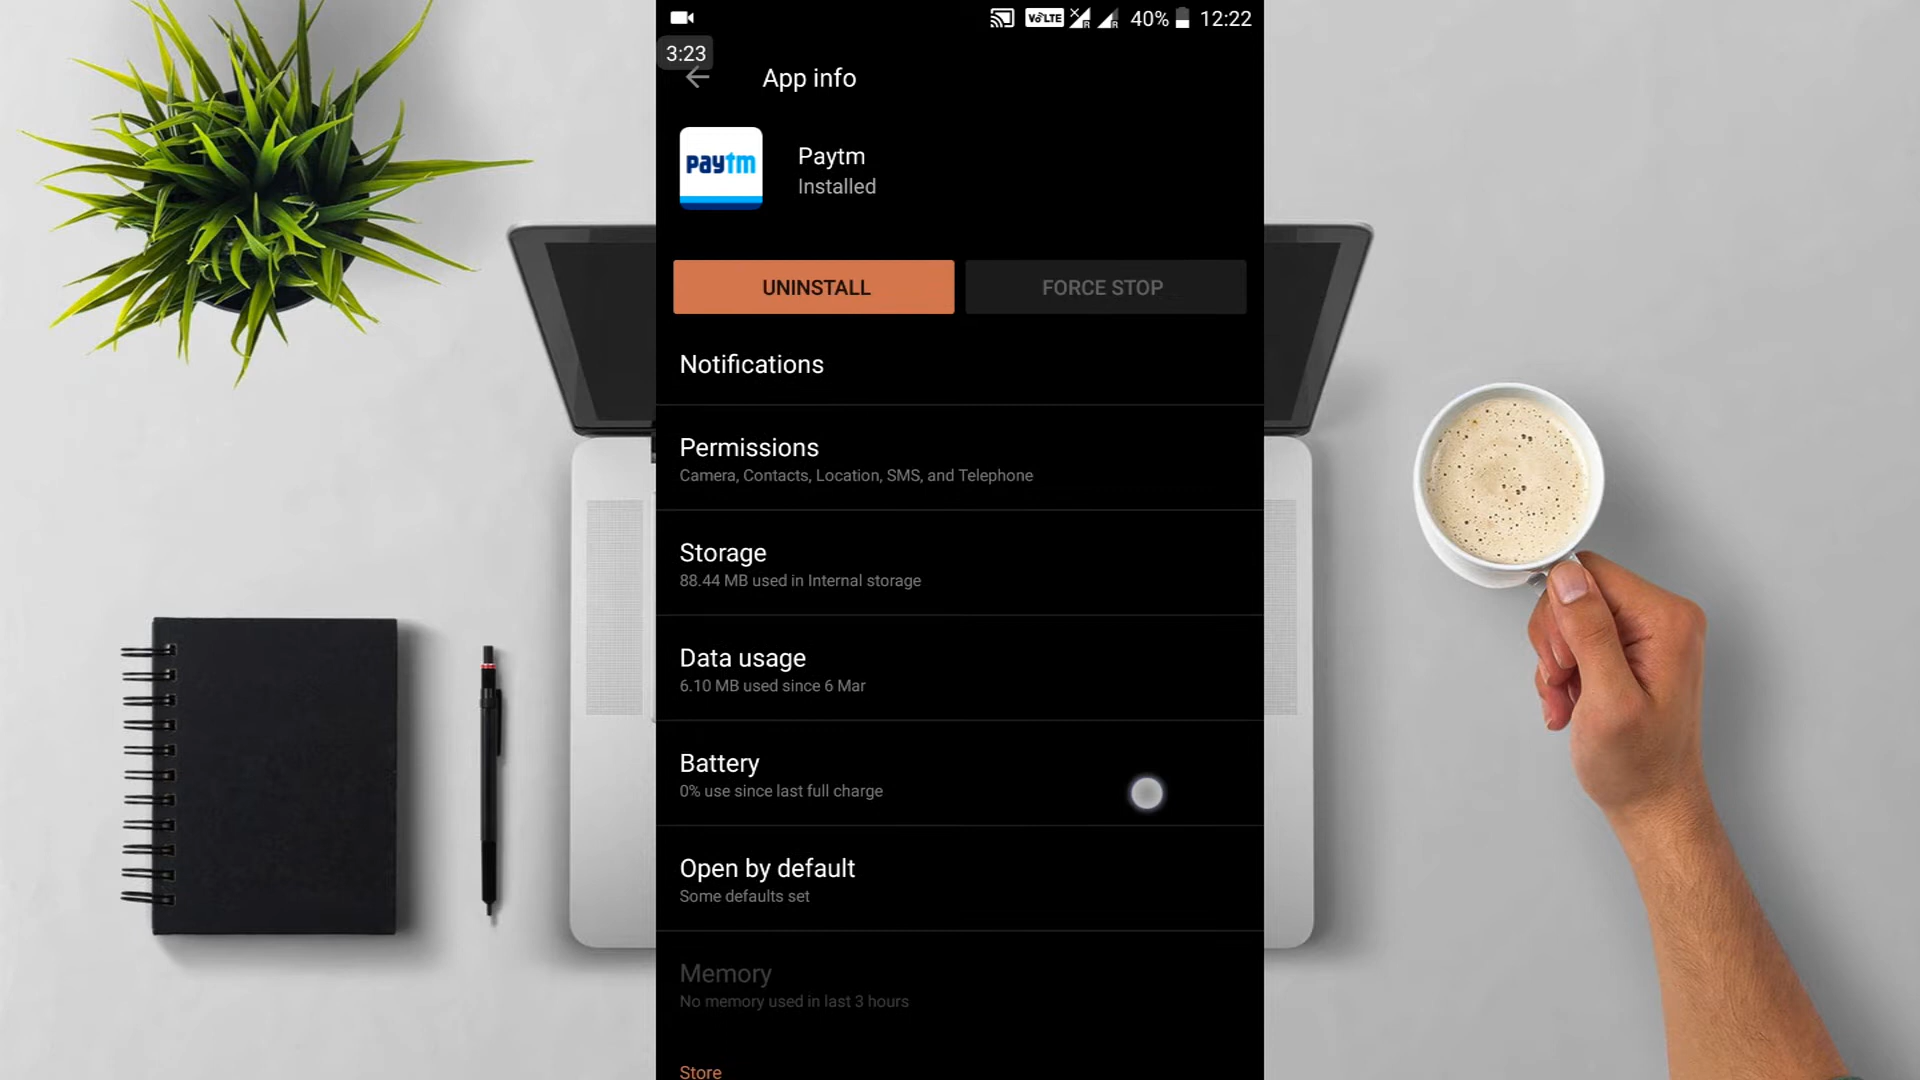 VoLTE R R 40% 12:22
3:23
App info
paytm
Paytm
Installed
UNINSTALL
FORCE STOP
Notifications
Permissions
Camera, Contacts, Location, SMS, and Telephone
Storage
88.44 MB used in Internal storage
Data usage
6.10 MB used since 6 Mar
Battery
0% use since last full charge
Open by default
Some defaults set
Memory
No memory used in last 3 hours
Store